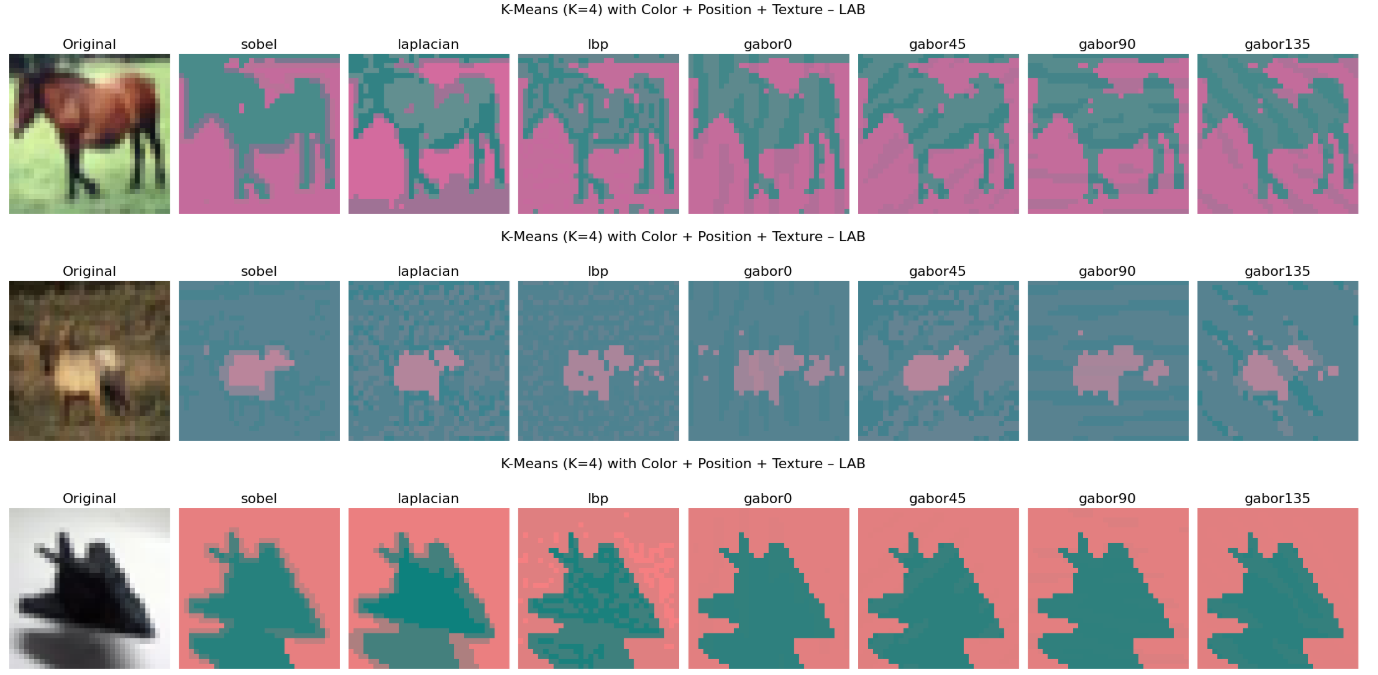 K-Means (K=4) with Color + Position + Texture – LAB
Original sobel laplacian lbp gabor0 gabor45 gabor90 gabor135
K-Means (K=4) with Color + Position + Texture – LAB
Original sobel laplacian lbp gabor0 gabor45 gabor90 gabor135
K-Means (K=4) with Color + Position + Texture – LAB
Original sobel laplacian lbp gabor0 gabor45 gabor90 gabor135